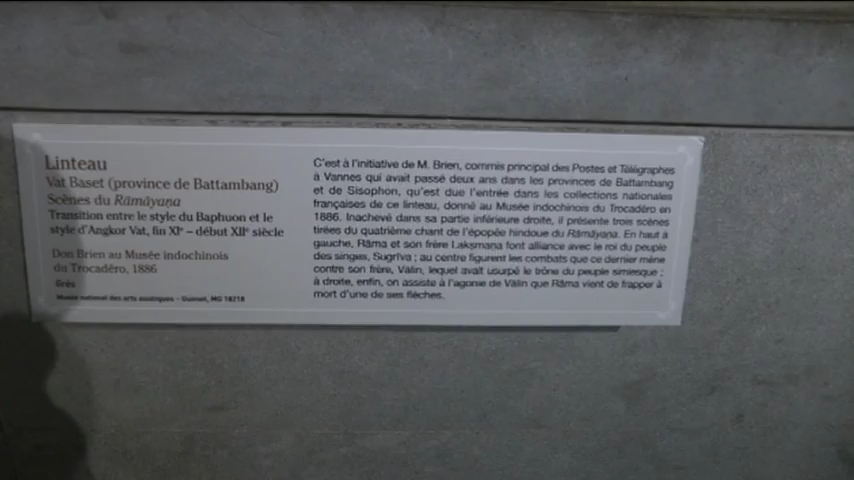 Linteau
Vat Baset (province de Battambang)
Scènes du Rāmāyaṇa
Transition entre le style du Baphuon et le
style d'Angkor Vat, fin XIe – début XIIe siècle
Don Brien au Musée indochinois
du Trocadéro, 1886
Grès
Musée national des arts asiatiques – Guimet, MG 18218
C'est à l'initiative de M. Brien, commis principal des Postes et Télégraphes
à Vannes qui avait passé deux ans dans les provinces de Battambang
et de Sisophon, qu'est due l'entrée dans les collections nationales
françaises de ce linteau, donné au Musée indochinois du Trocadéro en
1886. Inachevé dans sa partie inférieure droite, il présente trois scènes
tirées du quatrième chant de l'épopée hindoue du Rāmāyaṇa. En haut à
gauche, Rāma et son frère Lakṣmaṇa font alliance avec le roi du peuple
des singes, Sugrīva ; au centre figurent les combats que ce dernier mène
contre son frère, Vālin, lequel avait usurpé le trône du peuple simiesque ;
à droite, enfin, on assiste à l'agonie de Vālin que Rāma vient de frapper à
mort d'une de ses flèches.